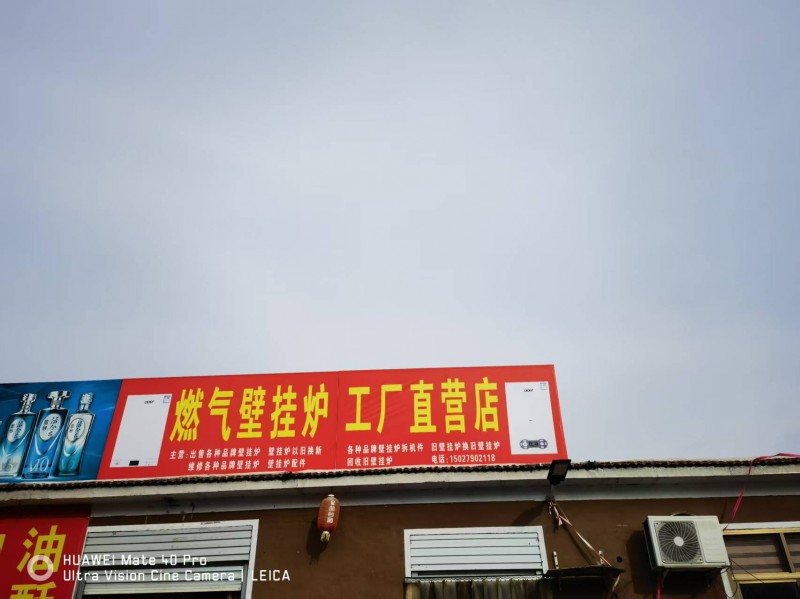 燃气壁挂炉 工厂直营店
主营：出售各种品牌壁挂炉 壁挂炉以旧换新
维修各种品牌壁挂炉 壁挂炉配件
各种品牌壁挂炉拆机件 旧壁挂炉换旧壁挂炉
回收旧壁挂炉 电话：15027902118
油
HUAWEI Mate 40 Pro
Ultra Vision Cine Camera | LEICA